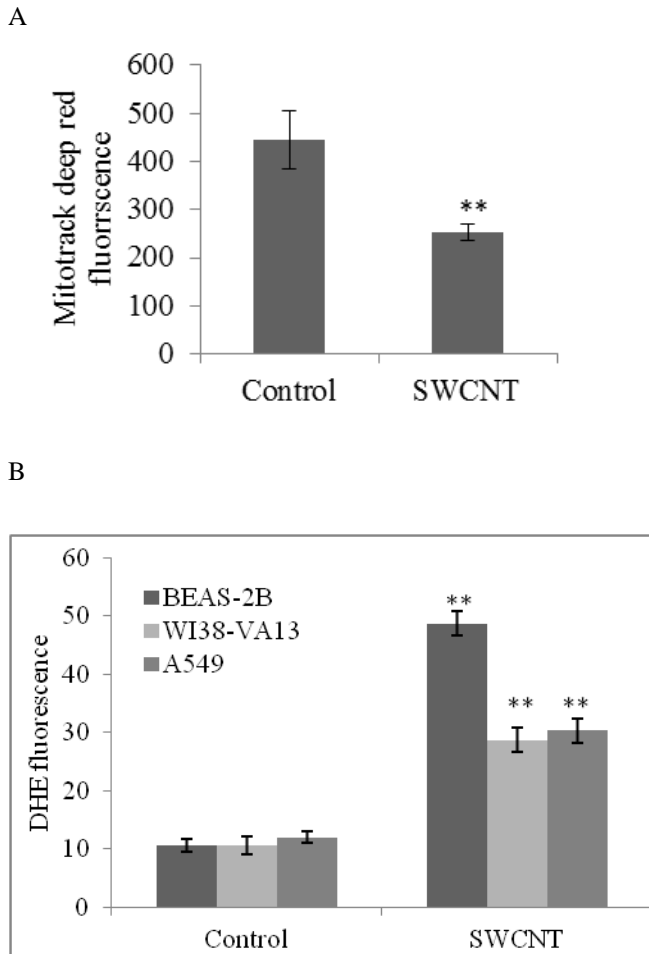 A
Mitotrack deep red
fluorrscence
600
500
400
300
200
100
0
**
Control
SWCNT
B
DHE fluorescence
60
50
40
30
20
10
0
BEAS-2B
WI38-VA13
A549
**
**
**
Control
SWCNT